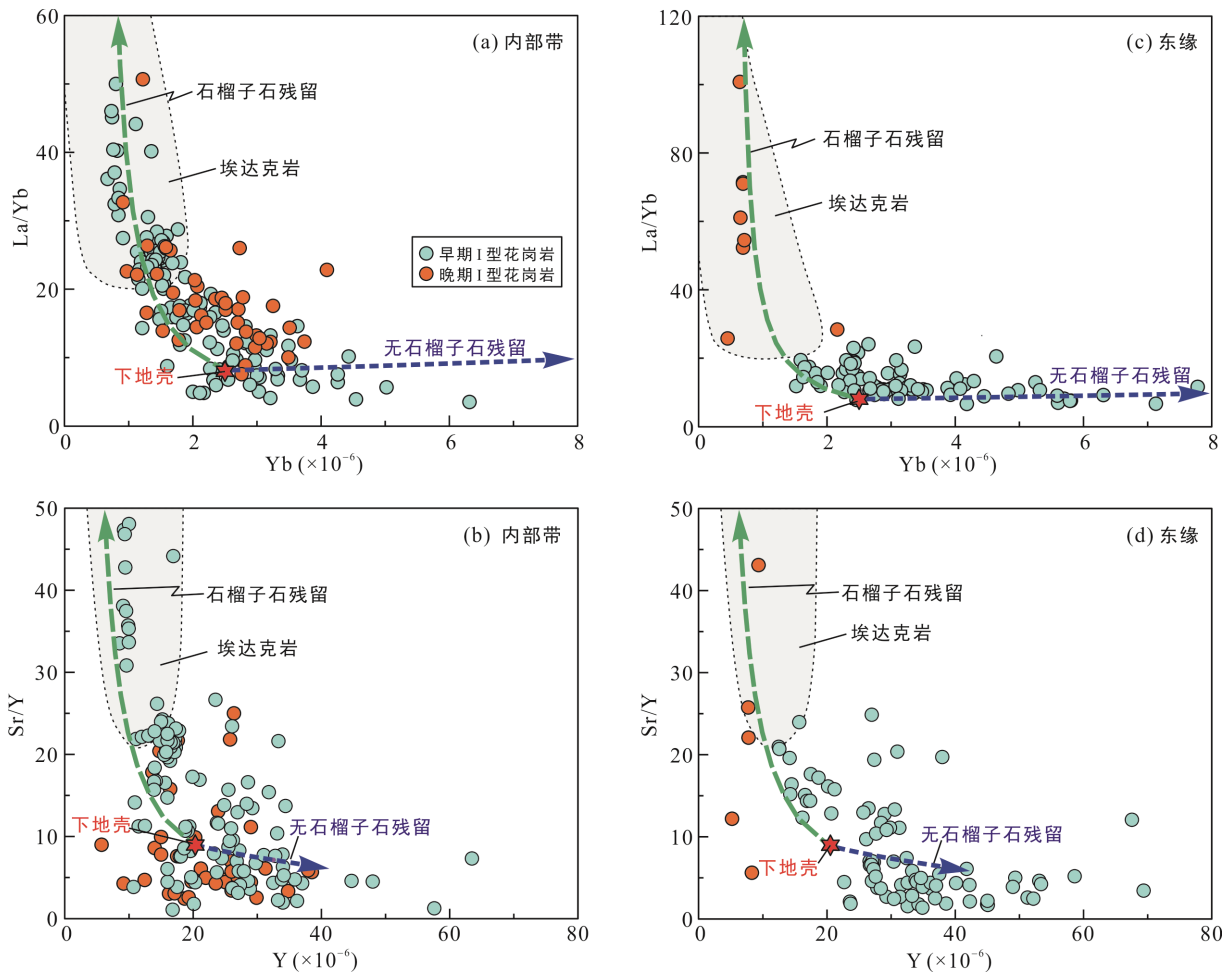 60
40
20
0
La/Yb
(a) 内部带
石榴子石残留
埃达克岩
早期I型花岗岩
晚期I型花岗岩
无石榴子石残留
下地壳
0 2 4 6 8
Yb (×10⁻⁶)
120
80
40
0
La/Yb
(c) 东缘
石榴子石残留
埃达克岩
无石榴子石残留
下地壳
0 2 4 6 8
Yb (×10⁻⁶)
50
40
30
20
10
0
Sr/Y
(b) 内部带
石榴子石残留
埃达克岩
下地壳
无石榴子石残留
0 20 40 60 80
Y (×10⁻⁶)
50
40
30
20
10
0
Sr/Y
(d) 东缘
石榴子石残留
埃达克岩
无石榴子石残留
下地壳
0 20 40 60 80
Y (×10⁻⁶)